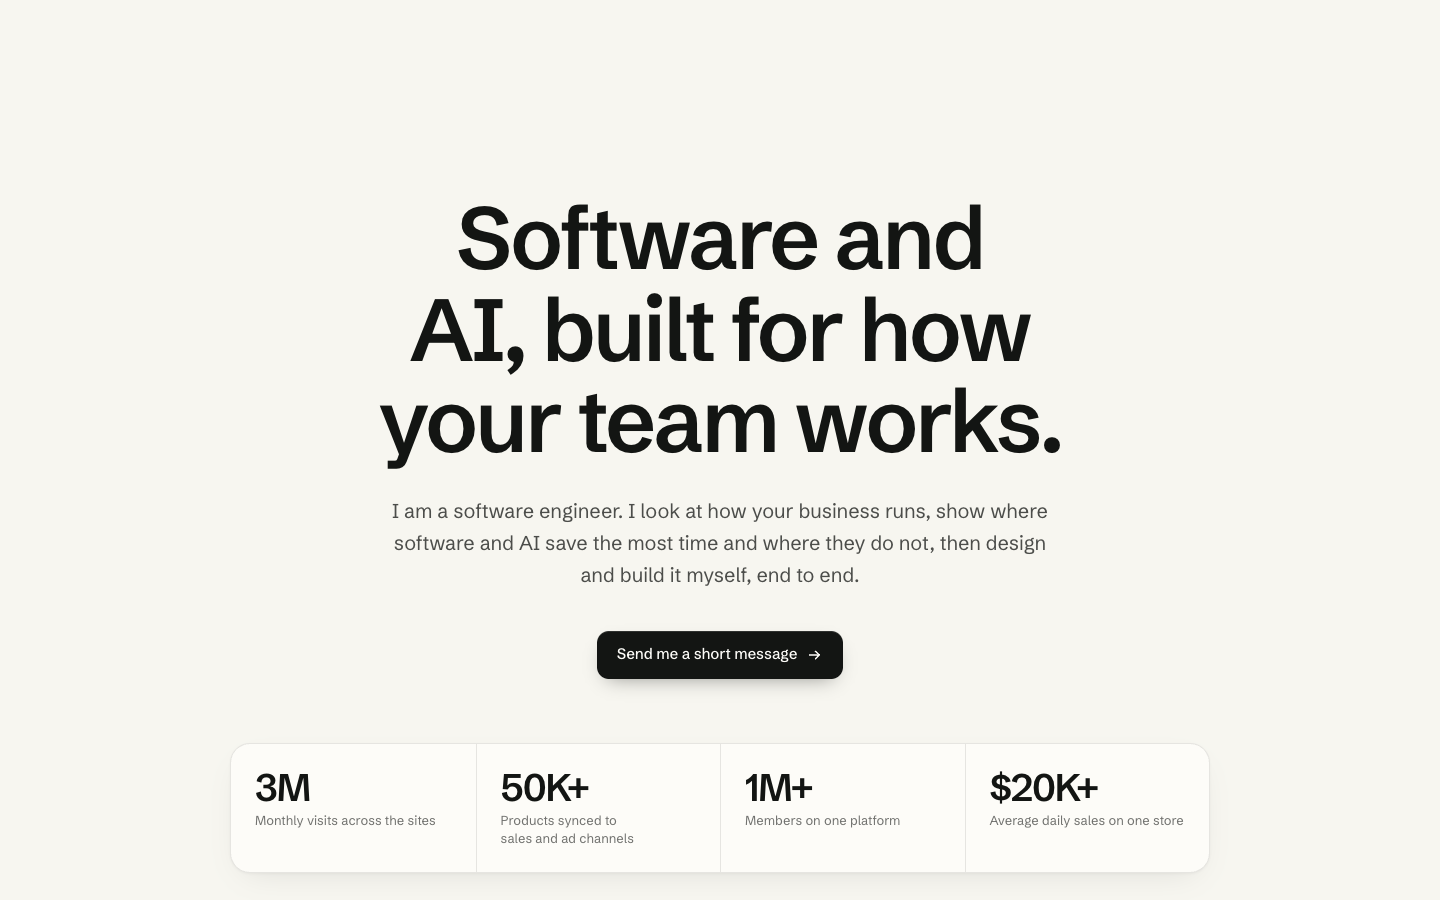 Software and
AI, built for how
your team works.
I am a software engineer. I look at how your business runs, show where
software and AI save the most time and where they do not, then design
and build it myself, end to end.
Send me a short message →
3M
Monthly visits across the sites
50K+
Products synced to
sales and ad channels
1M+
Members on one platform
$20K+
Average daily sales on one store